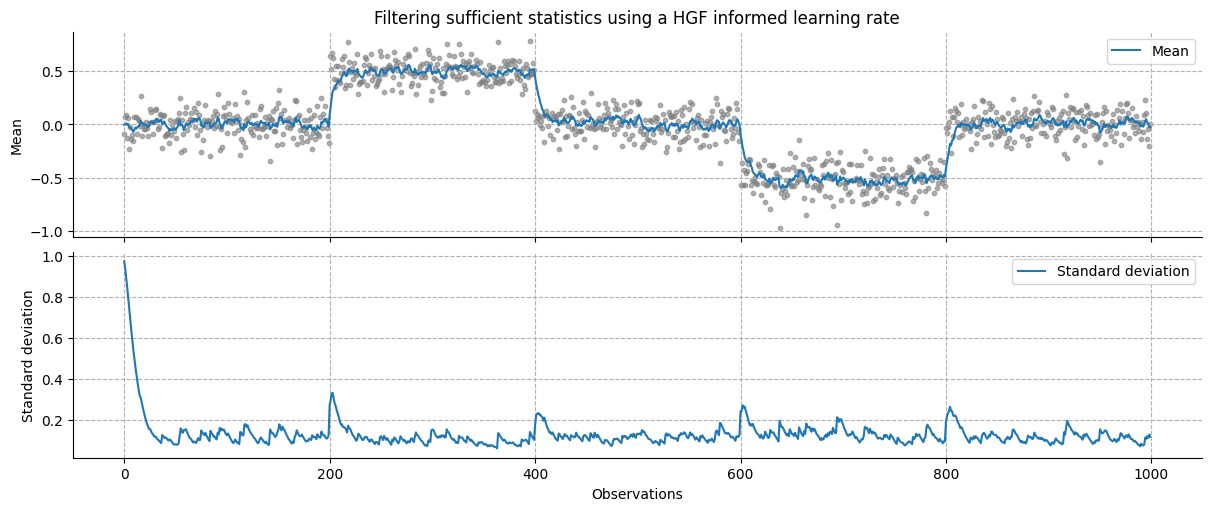 Filtering sufficient statistics using a HGF informed learning rate
Mean
0.5
0.0
−0.5
−1.0
Mean
Standard deviation
1.0
0.8
0.6
0.4
0.2
Standard deviation
0
200
400
600
800
1000
Observations